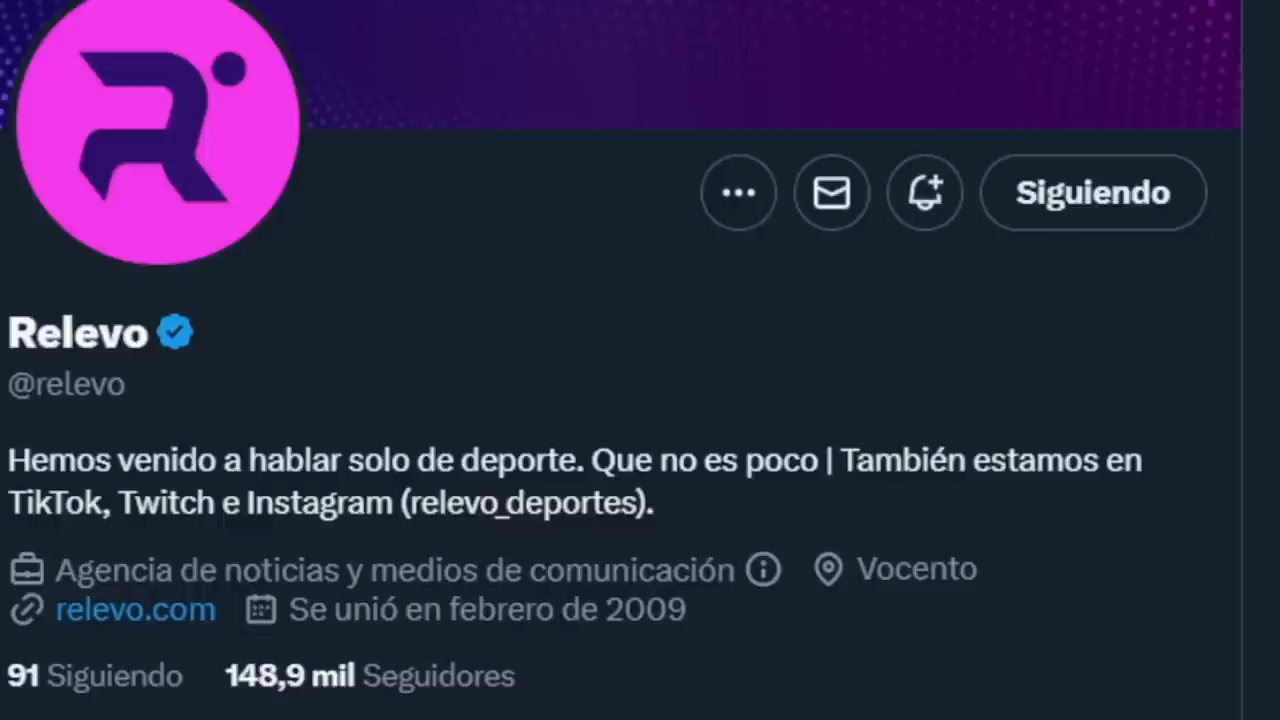 Siguiendo
Relevo
@relevo
Hemos venido a hablar solo de deporte. Que no es poco | También estamos en
TikTok, Twitch e Instagram (relevo_deportes).
Agencia de noticias y medios de comunicación Vocento
relevo.com Se unió en febrero de 2009
91 Siguiendo 148,9 mil Seguidores